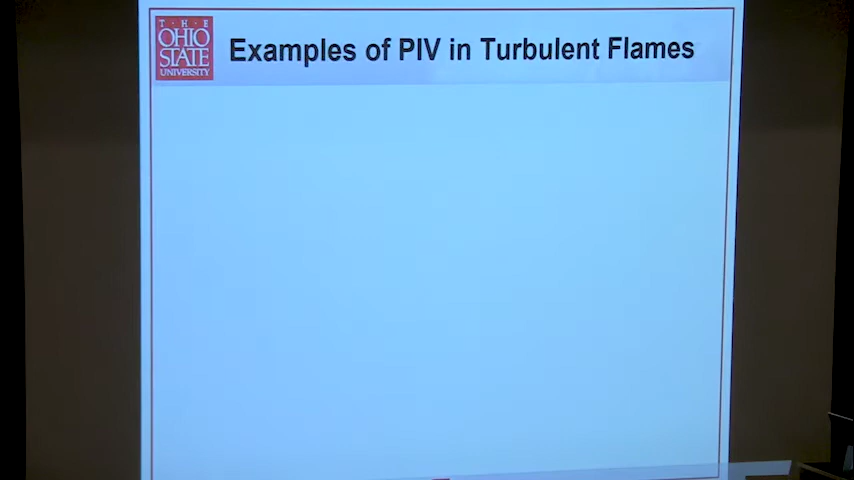 T · H · E
OHIO
STATE
UNIVERSITY
Examples of PIV in Turbulent Flames